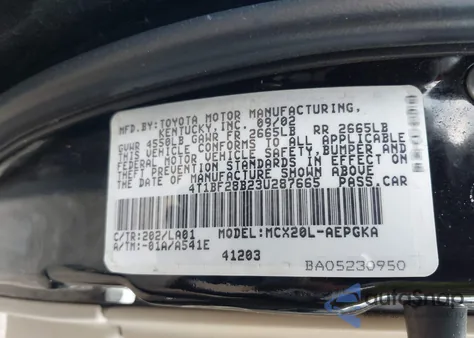 MFD.BY:TOYOTA MOTOR MANUFACTURING,
KENTUCKY,INC. 09/02
GVWR 4550LB GAWR FR 2665LB RR 2665LB
THIS VEHICLE CONFORMS TO ALL APPLICABLE
FEDERAL MOTOR VEHICLE SAFETY,BUMPER AND
THEFT PREVENTION STANDARDS IN EFFECT ON
THE DATE OF MANUFACTURE SHOWN ABOVE.
4T1BF28B23U287665 PASS.CAR
C/TR:202/LA01 MODEL:MCX20L-AEPGKA
A/TM:-01A/A541E
41203
BA05230950
AutoSnap